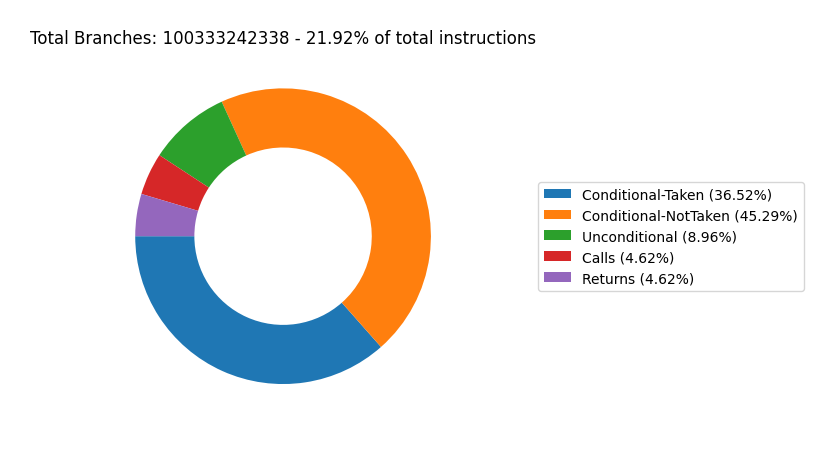 Total Branches: 100333242338 - 21.92% of total instructions
Conditional-Taken (36.52%)
Conditional-NotTaken (45.29%)
Unconditional (8.96%)
Calls (4.62%)
Returns (4.62%)